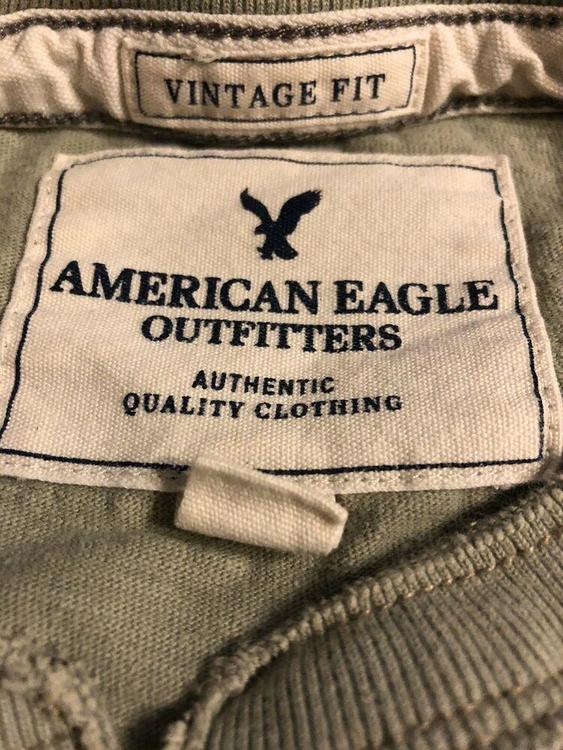 VINTAGE FIT
AMERICAN EAGLE
OUTFITTERS
AUTHENTIC
QUALITY CLOTHING